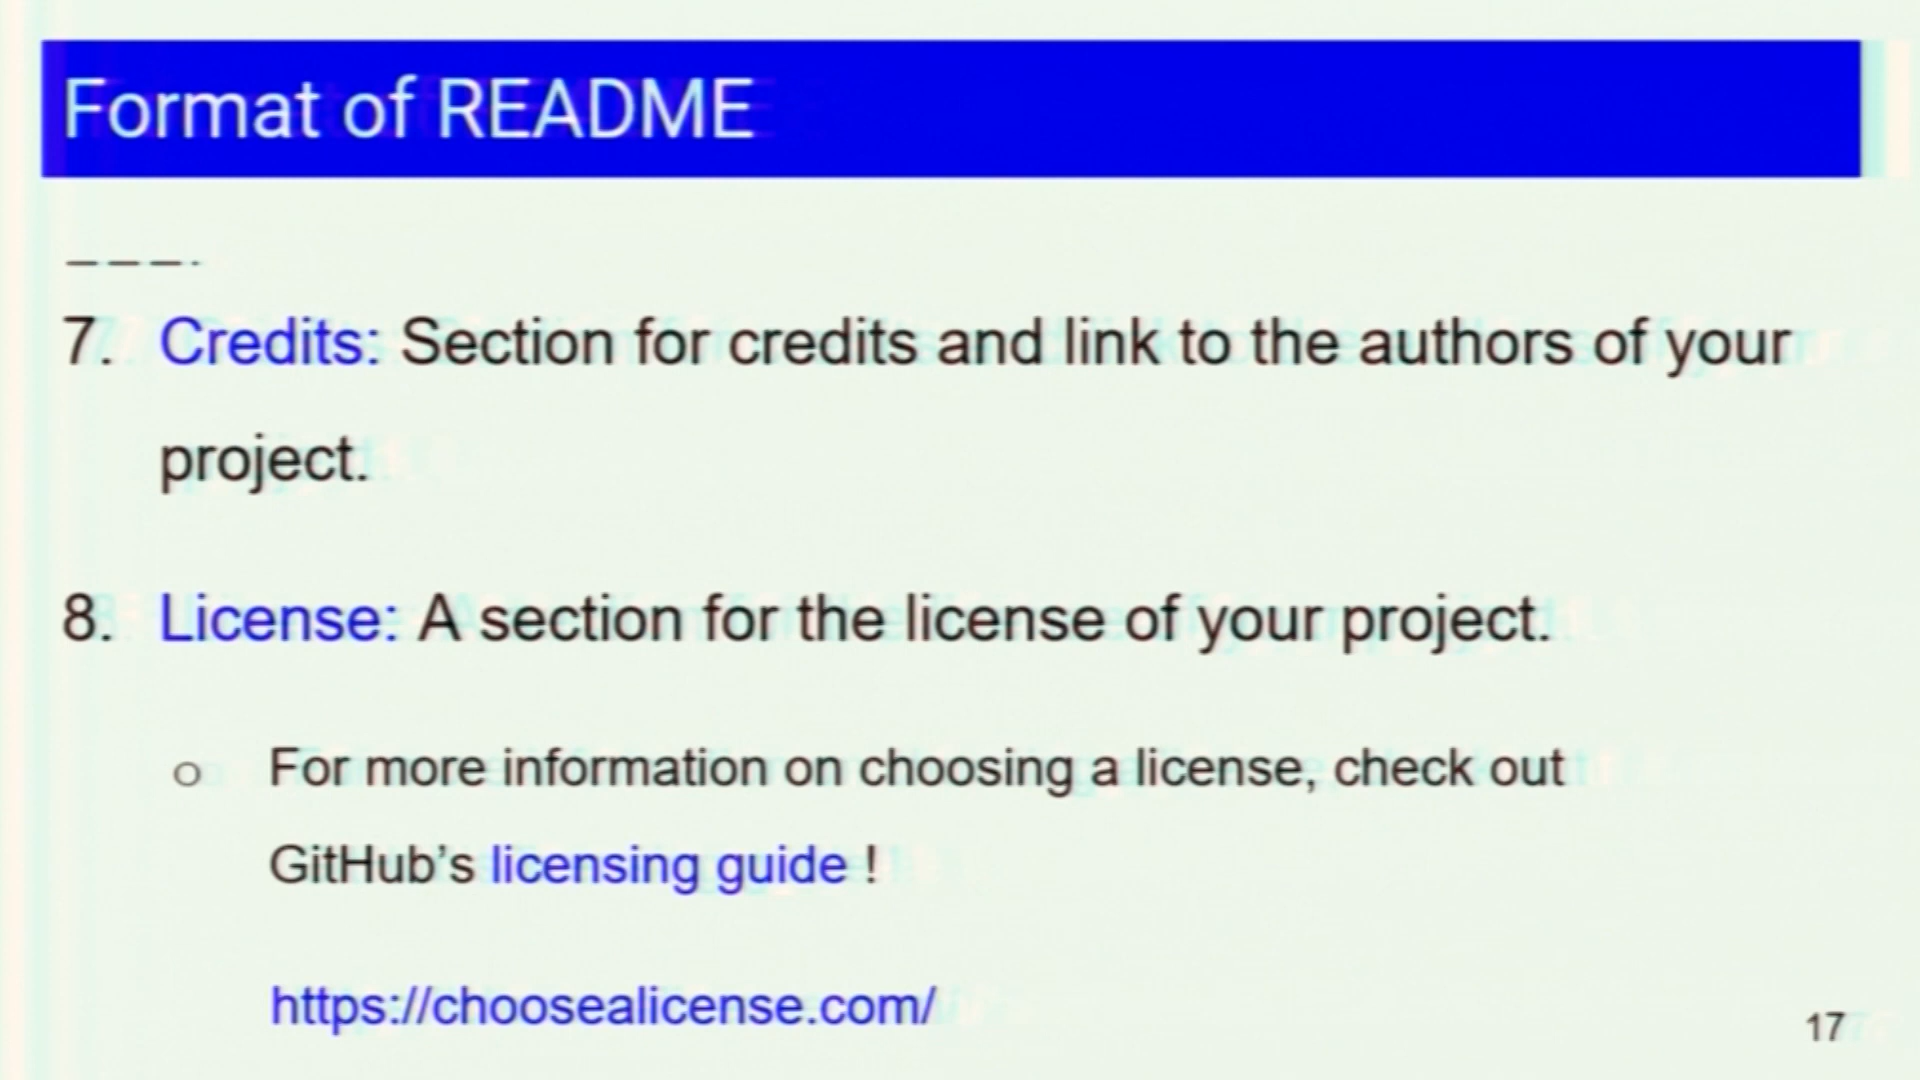 Format of README
7. Credits: Section for credits and link to the authors of your
project.
8. License: A section for the license of your project.
o For more information on choosing a license, check out
GitHub’s licensing guide !
https://choosealicense.com/
17